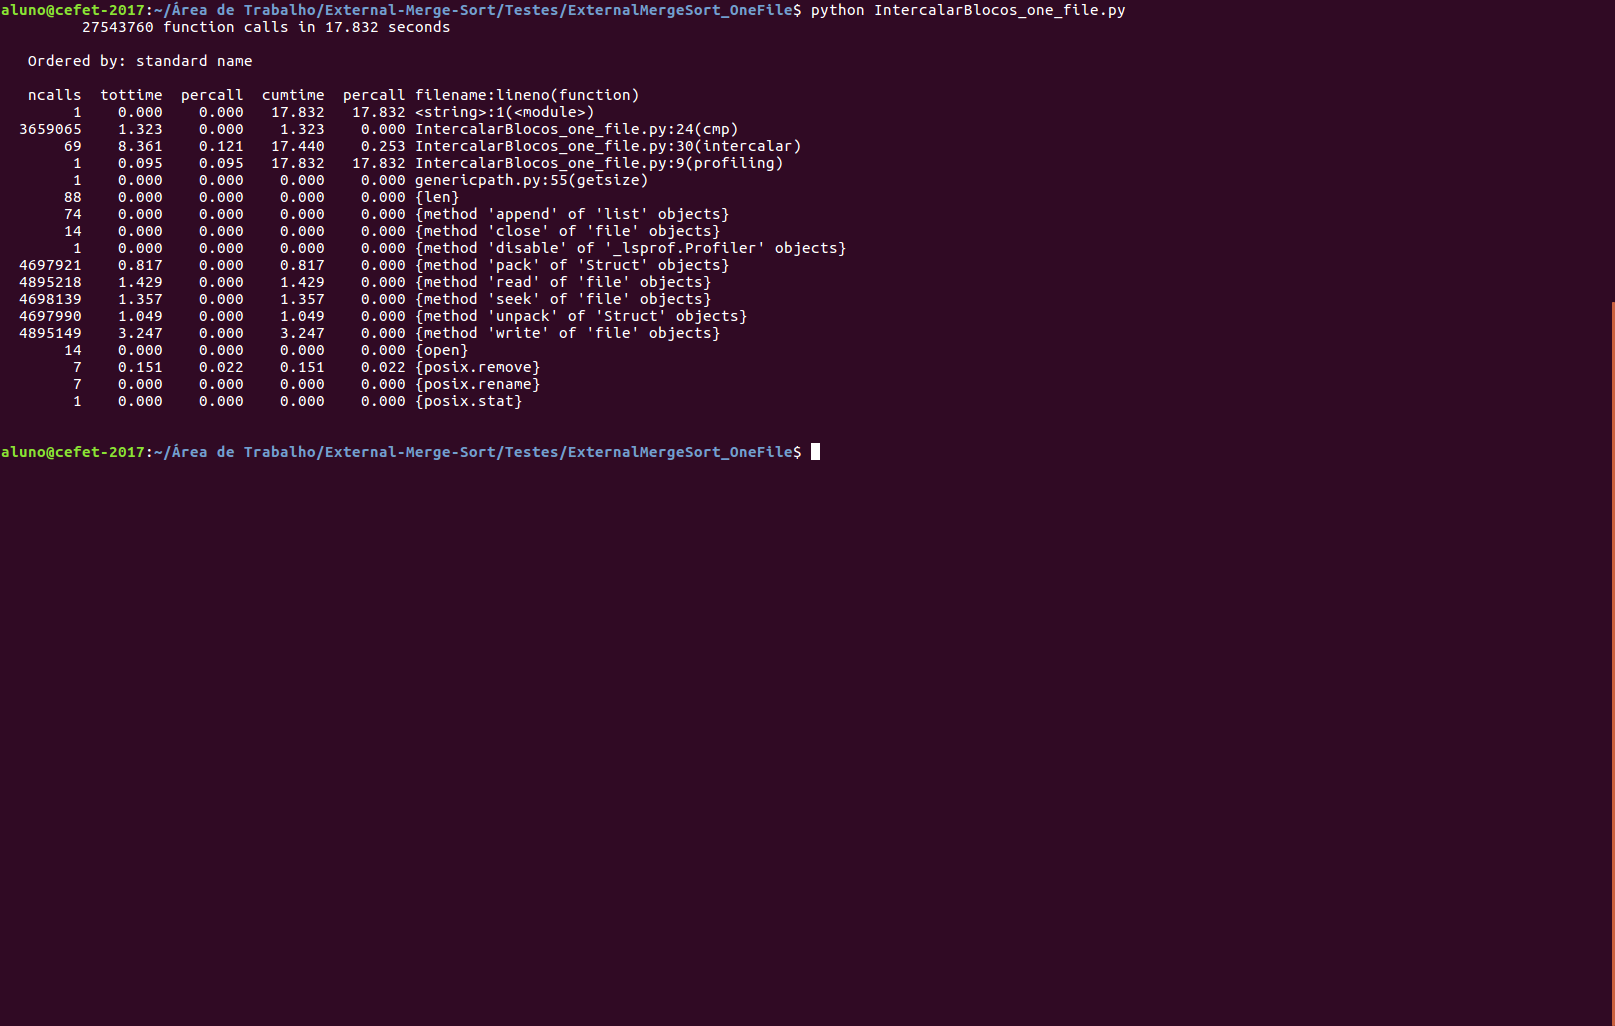 aluno@cefet-2017:~/Área de Trabalho/External-Merge-Sort/Testes/ExternalMergeSort_OneFile$ python IntercalarBlocos_one_file.py
         27543760 function calls in 17.832 seconds
   Ordered by: standard name
   ncalls  tottime  percall  cumtime  percall filename:lineno(function)
        1    0.000    0.000   17.832   17.832 <string>:1(<module>)
  3659065    1.323    0.000    1.323    0.000 IntercalarBlocos_one_file.py:24(cmp)
       69    8.361    0.121   17.440    0.253 IntercalarBlocos_one_file.py:30(intercalar)
        1    0.095    0.095   17.832   17.832 IntercalarBlocos_one_file.py:9(profiling)
        1    0.000    0.000    0.000    0.000 genericpath.py:55(getsize)
       88    0.000    0.000    0.000    0.000 {len}
       74    0.000    0.000    0.000    0.000 {method 'append' of 'list' objects}
       14    0.000    0.000    0.000    0.000 {method 'close' of 'file' objects}
        1    0.000    0.000    0.000    0.000 {method 'disable' of '_lsprof.Profiler' objects}
  4697921    0.817    0.000    0.817    0.000 {method 'pack' of 'Struct' objects}
  4895218    1.429    0.000    1.429    0.000 {method 'read' of 'file' objects}
  4698139    1.357    0.000    1.357    0.000 {method 'seek' of 'file' objects}
  4697990    1.049    0.000    1.049    0.000 {method 'unpack' of 'Struct' objects}
  4895149    3.247    0.000    3.247    0.000 {method 'write' of 'file' objects}
       14    0.000    0.000    0.000    0.000 {open}
        7    0.151    0.022    0.151    0.022 {posix.remove}
        7    0.000    0.000    0.000    0.000 {posix.rename}
        1    0.000    0.000    0.000    0.000 {posix.stat}
aluno@cefet-2017:~/Área de Trabalho/External-Merge-Sort/Testes/ExternalMergeSort_OneFile$